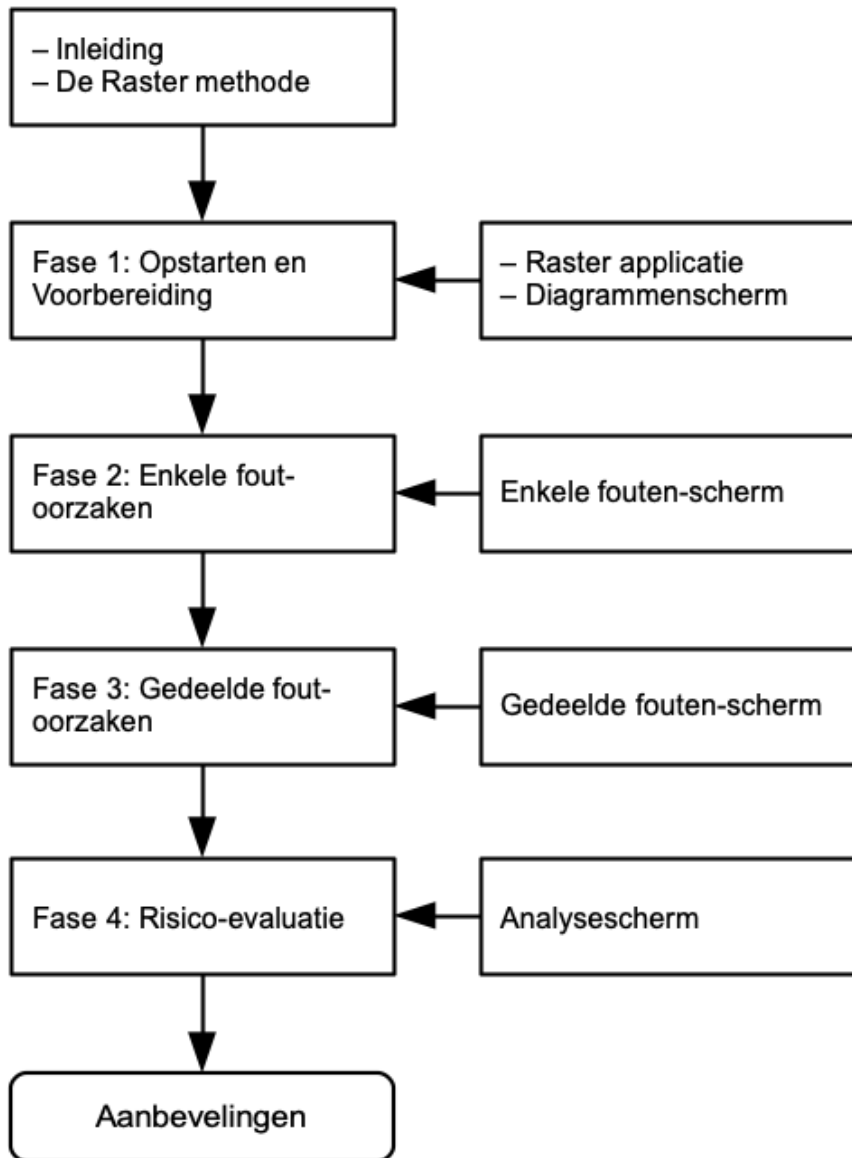 – Inleiding
– De Raster methode
Fase 1: Opstarten en
Voorbereiding
– Raster applicatie
– Diagrammenscherm
Fase 2: Enkele fout-
oorzaken
Enkele fouten-scherm
Fase 3: Gedeelde fout-
oorzaken
Gedeelde fouten-scherm
Fase 4: Risico-evaluatie
Analysescherm
Aanbevelingen